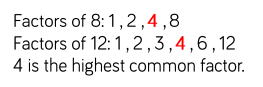 Factors of 8: 1 , 2 , 4 , 8
Factors of 12: 1 , 2 , 3 , 4 , 6 , 12
4 is the highest common factor.